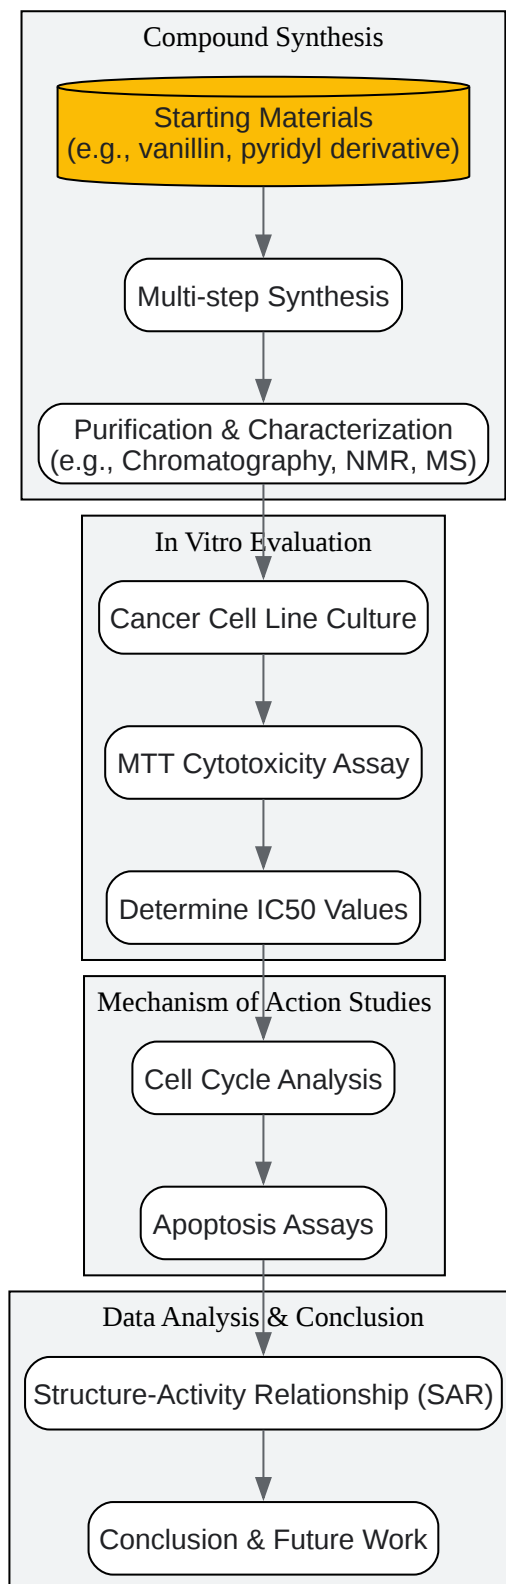 Compound Synthesis
Starting Materials
(e.g., vanillin, pyridyl derivative)
Multi-step Synthesis
Purification & Characterization
(e.g., Chromatography, NMR, MS)
In Vitro Evaluation
Cancer Cell Line Culture
MTT Cytotoxicity Assay
Determine IC50 Values
Mechanism of Action Studies
Cell Cycle Analysis
Apoptosis Assays
Data Analysis & Conclusion
Structure-Activity Relationship (SAR)
Conclusion & Future Work